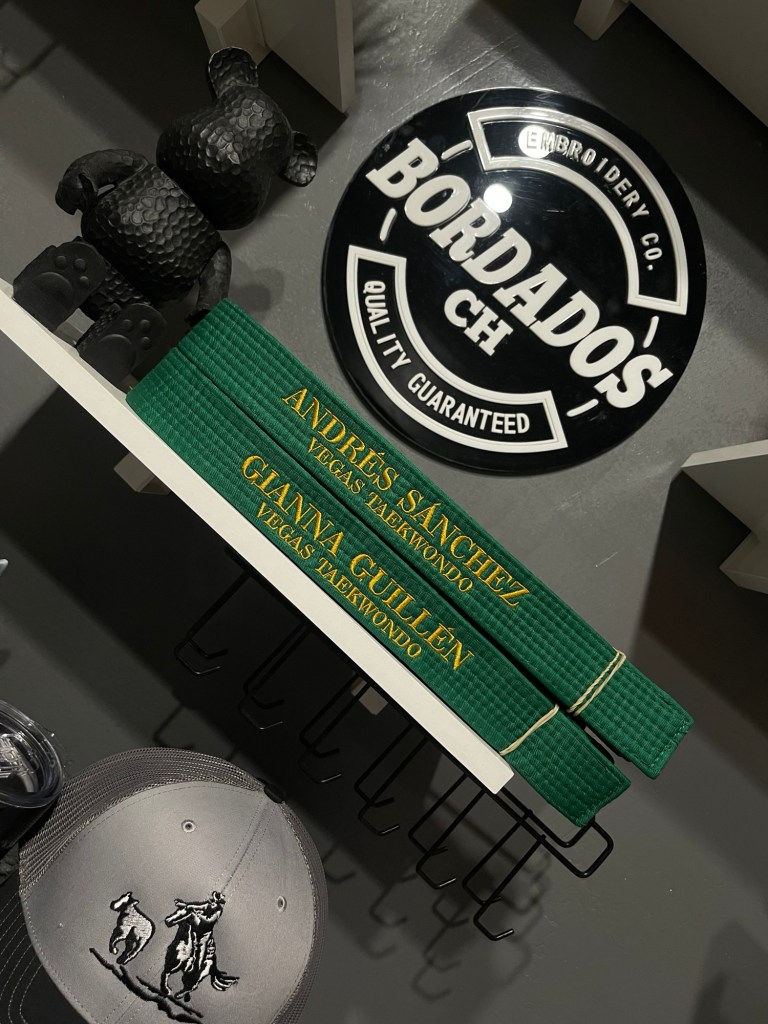 EMBROIDERY CO.
BORDADOS
CH
QUALITY GUARANTEED
ANDRÉS SÁNCHEZ
VEGAS TAEKWONDO
GIANNA GUILLÉN
VEGAS TAEKWONDO